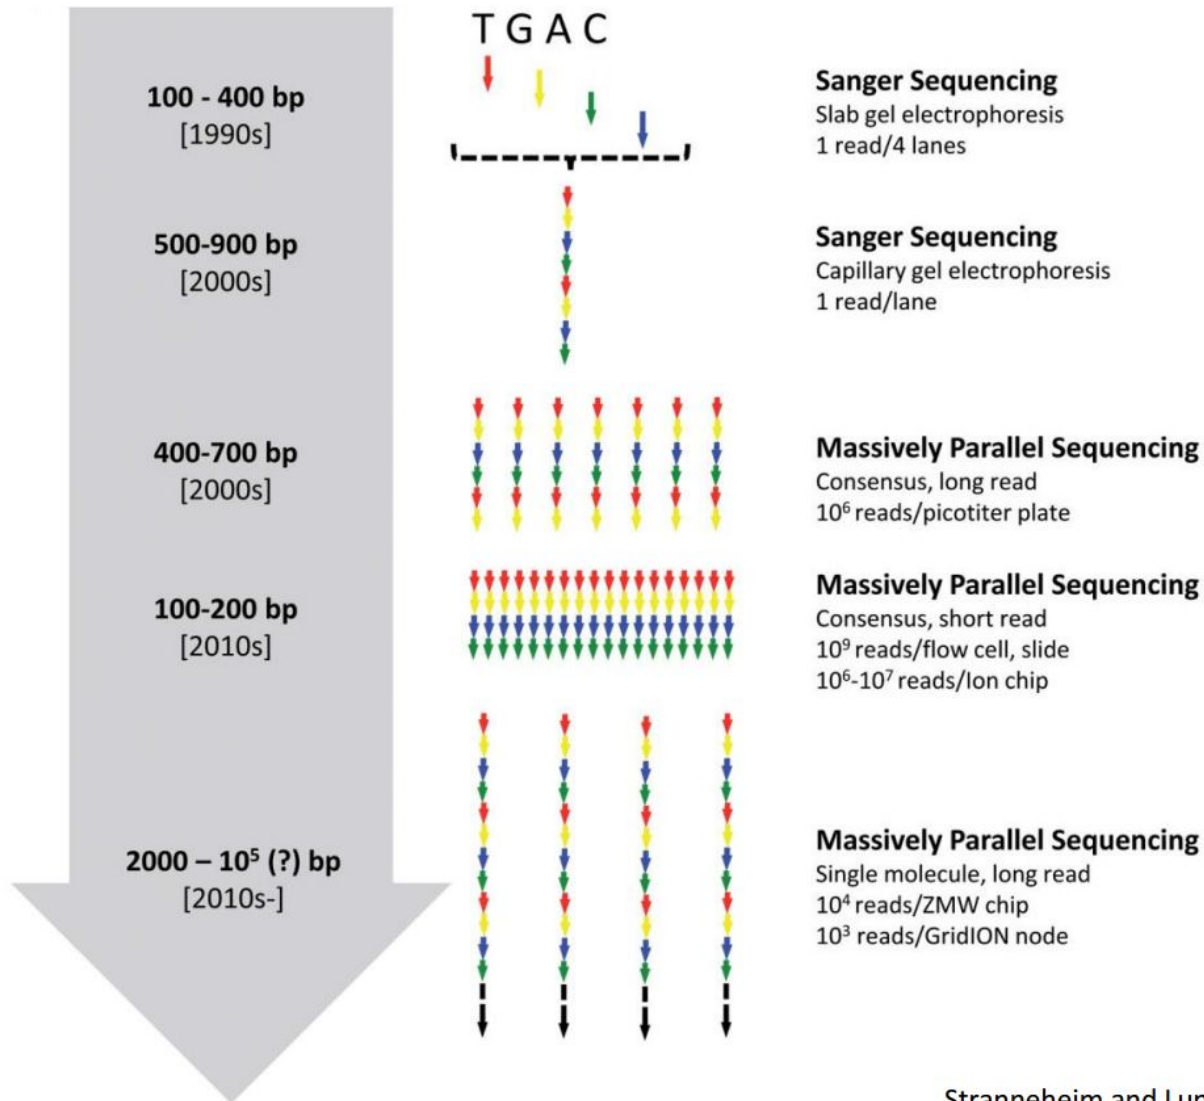 T G A C
100 - 400 bp
[1990s]
Sanger Sequencing
Slab gel electrophoresis
1 read/4 lanes
500-900 bp
[2000s]
Sanger Sequencing
Capillary gel electrophoresis
1 read/lane
400-700 bp
[2000s]
Massively Parallel Sequencing
Consensus, long read
10⁶ reads/picotiter plate
100-200 bp
[2010s]
Massively Parallel Sequencing
Consensus, short read
10⁹ reads/flow cell, slide
10⁶-10⁷ reads/Ion chip
2000 – 10⁵ (?) bp
[2010s-]
Massively Parallel Sequencing
Single molecule, long read
10⁴ reads/ZMW chip
10³ reads/GridION node
Stranneheim and